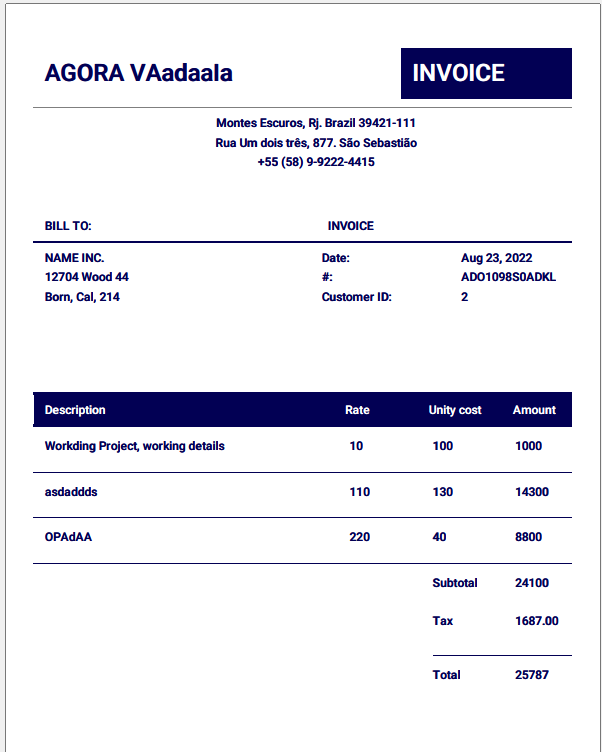 AGORA VAadaala INVOICE
Montes Escuros, Rj. Brazil 39421-111
Rua Um dois três, 877. São Sebastião
+55 (58) 9-9222-4415
BILL TO: INVOICE
NAME INC. Date: Aug 23, 2022
12704 Wood 44 #: ADO1098S0ADKL
Born, Cal, 214 Customer ID: 2
Description Rate Unity cost Amount
Workding Project, working details 10 100 1000
asdaddds 110 130 14300
OPAdAA 220 40 8800
Subtotal 24100
Tax 1687.00
Total 25787